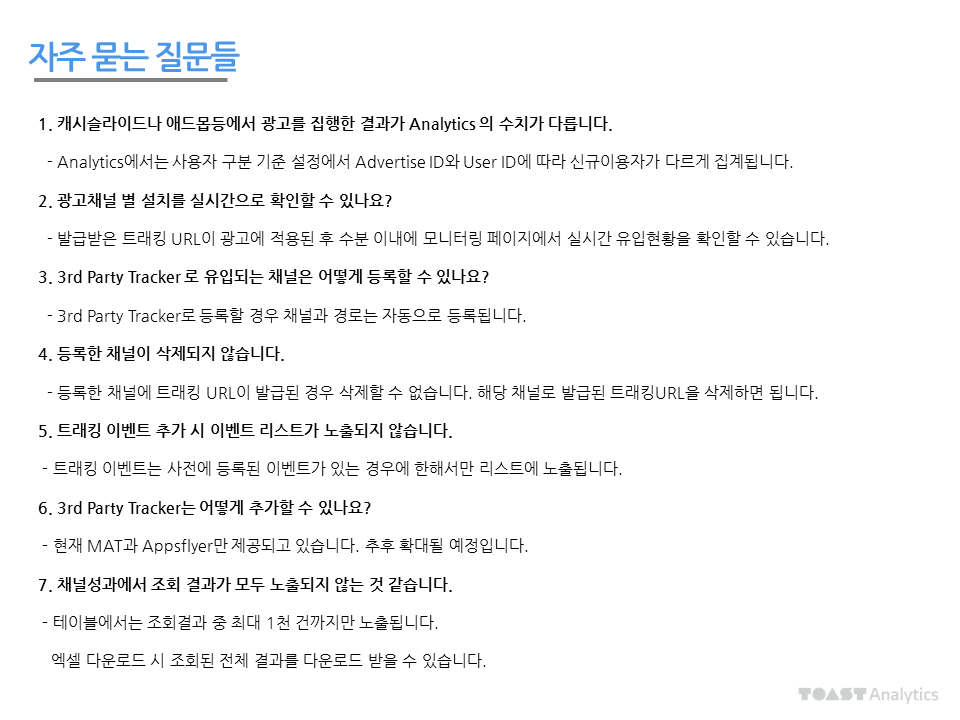 자주 묻는 질문들
1. 캐시슬라이드나 애드몹등에서 광고를 집행한 결과가 Analytics 의 수치가 다릅니다.
- Analytics에서는 사용자 구분 기준 설정에서 Advertise ID와 User ID에 따라 신규이용자가 다르게 집계됩니다.
2. 광고채널 별 설치를 실시간으로 확인할 수 있나요?
- 발급받은 트래킹 URL이 광고에 적용된 후 수분 이내에 모니터링 페이지에서 실시간 유입현황을 확인할 수 있습니다.
3. 3rd Party Tracker 로 유입되는 채널은 어떻게 등록할 수 있나요?
- 3rd Party Tracker로 등록할 경우 채널과 경로는 자동으로 등록됩니다.
4. 등록한 채널이 삭제되지 않습니다.
- 등록한 채널에 트래킹 URL이 발급된 경우 삭제할 수 없습니다. 해당 채널로 발급된 트래킹URL을 삭제하면 됩니다.
5. 트래킹 이벤트 추가 시 이벤트 리스트가 노출되지 않습니다.
- 트래킹 이벤트는 사전에 등록된 이벤트가 있는 경우에 한해서만 리스트에 노출됩니다.
6. 3rd Party Tracker는 어떻게 추가할 수 있나요?
- 현재 MAT과 Appsflyer만 제공되고 있습니다. 추후 확대될 예정입니다.
7. 채널성과에서 조회 결과가 모두 노출되지 않는 것 같습니다.
- 테이블에서는 조회결과 중 최대 1천 건까지만 노출됩니다.
엑셀 다운로드 시 조회된 전체 결과를 다운로드 받을 수 있습니다.
TOAST Analytics